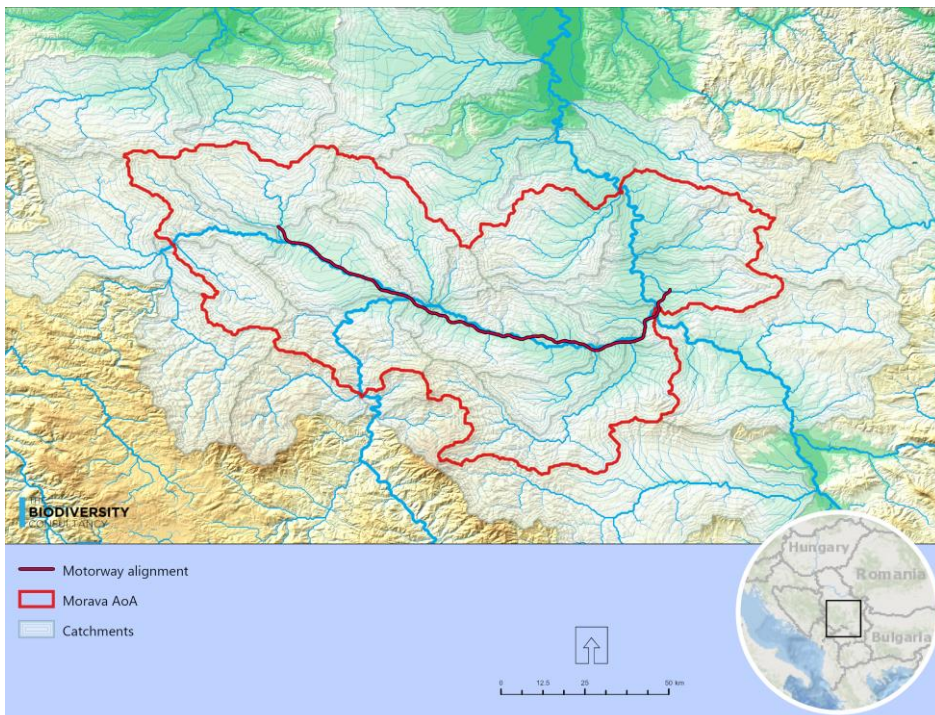 THE
BIODIVERSITY
CONSULTANCY
Motorway alignment
Morava AoA
Catchments
0 12.5 25 50 km
Hungary
Romania
Bulgaria